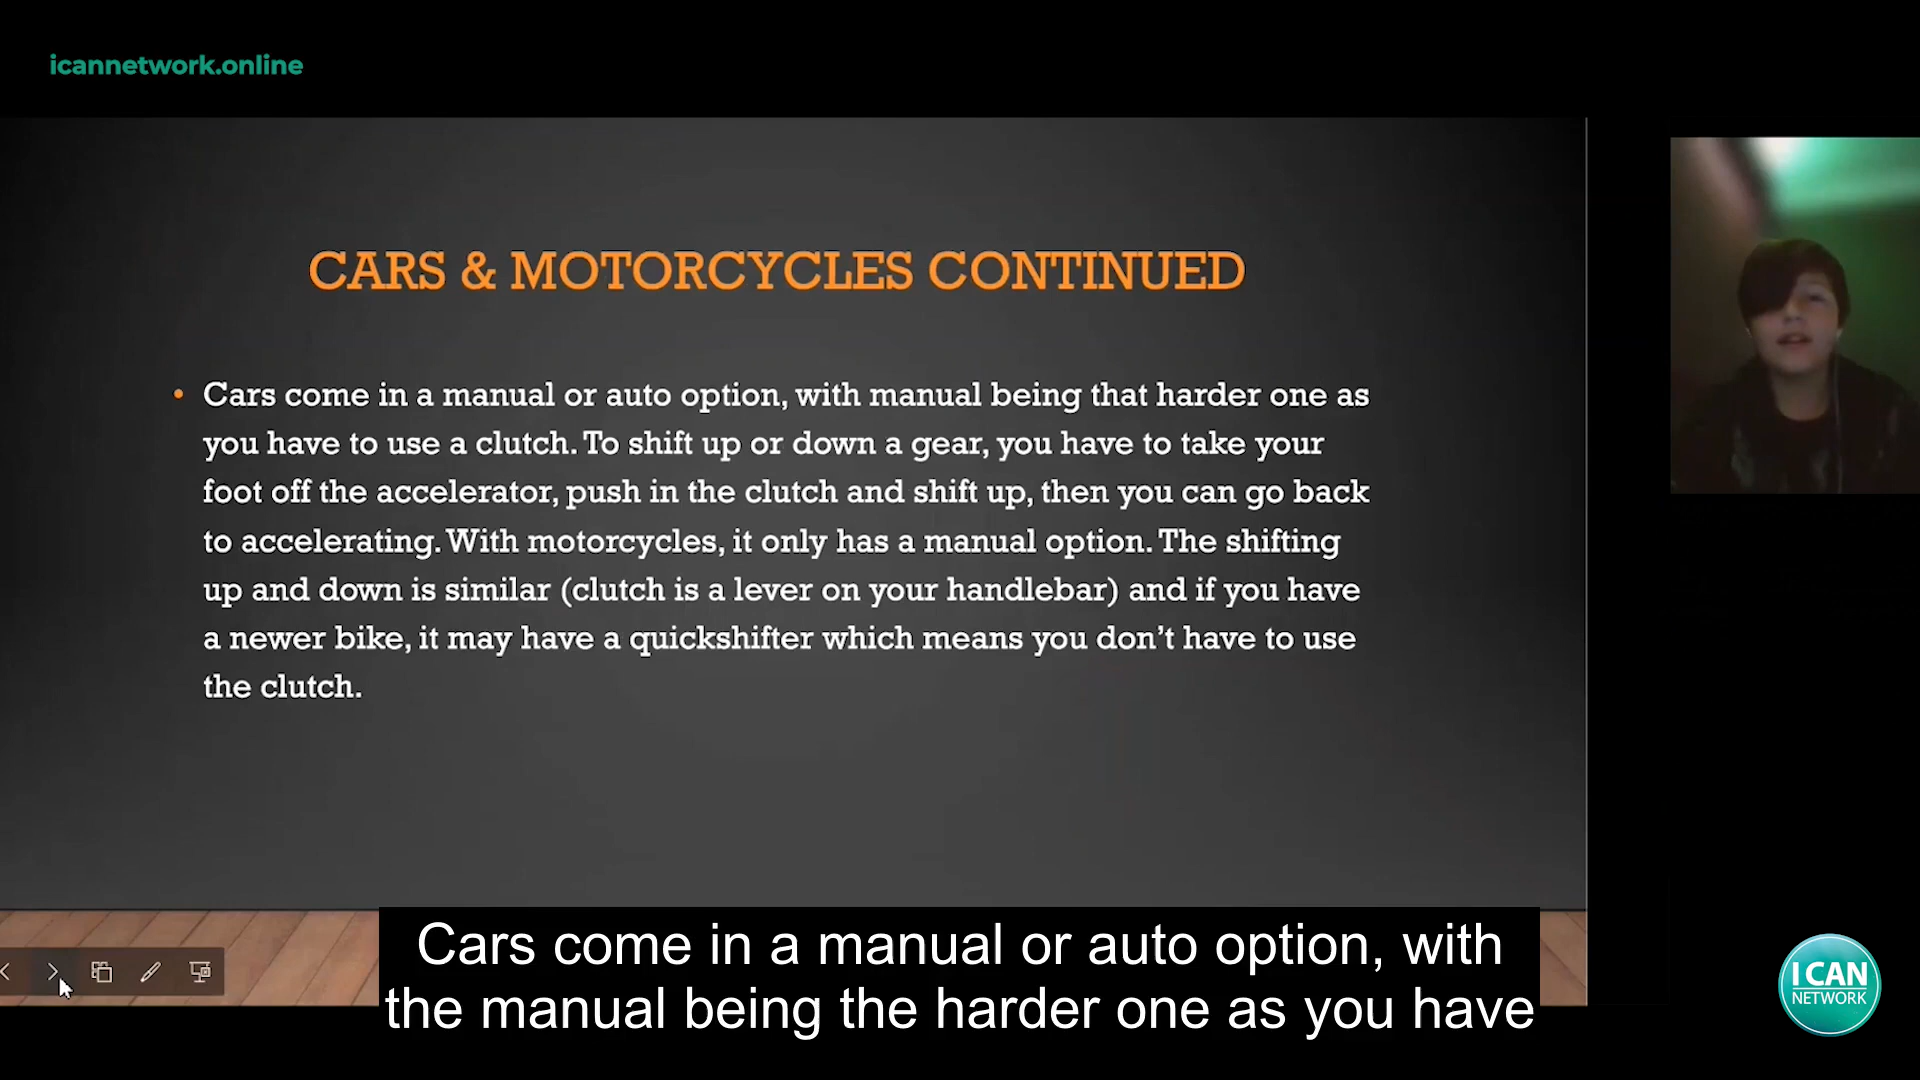 icannetwork.online
CARS & MOTORCYCLES CONTINUED
• Cars come in a manual or auto option, with manual being that harder one as
you have to use a clutch. To shift up or down a gear, you have to take your
foot off the accelerator, push in the clutch and shift up, then you can go back
to accelerating. With motorcycles, it only has a manual option. The shifting
up and down is similar (clutch is a lever on your handlebar) and if you have
a newer bike, it may have a quickshifter which means you don't have to use
the clutch.
Cars come in a manual or auto option, with
the manual being the harder one as you have
I CAN
NETWORK